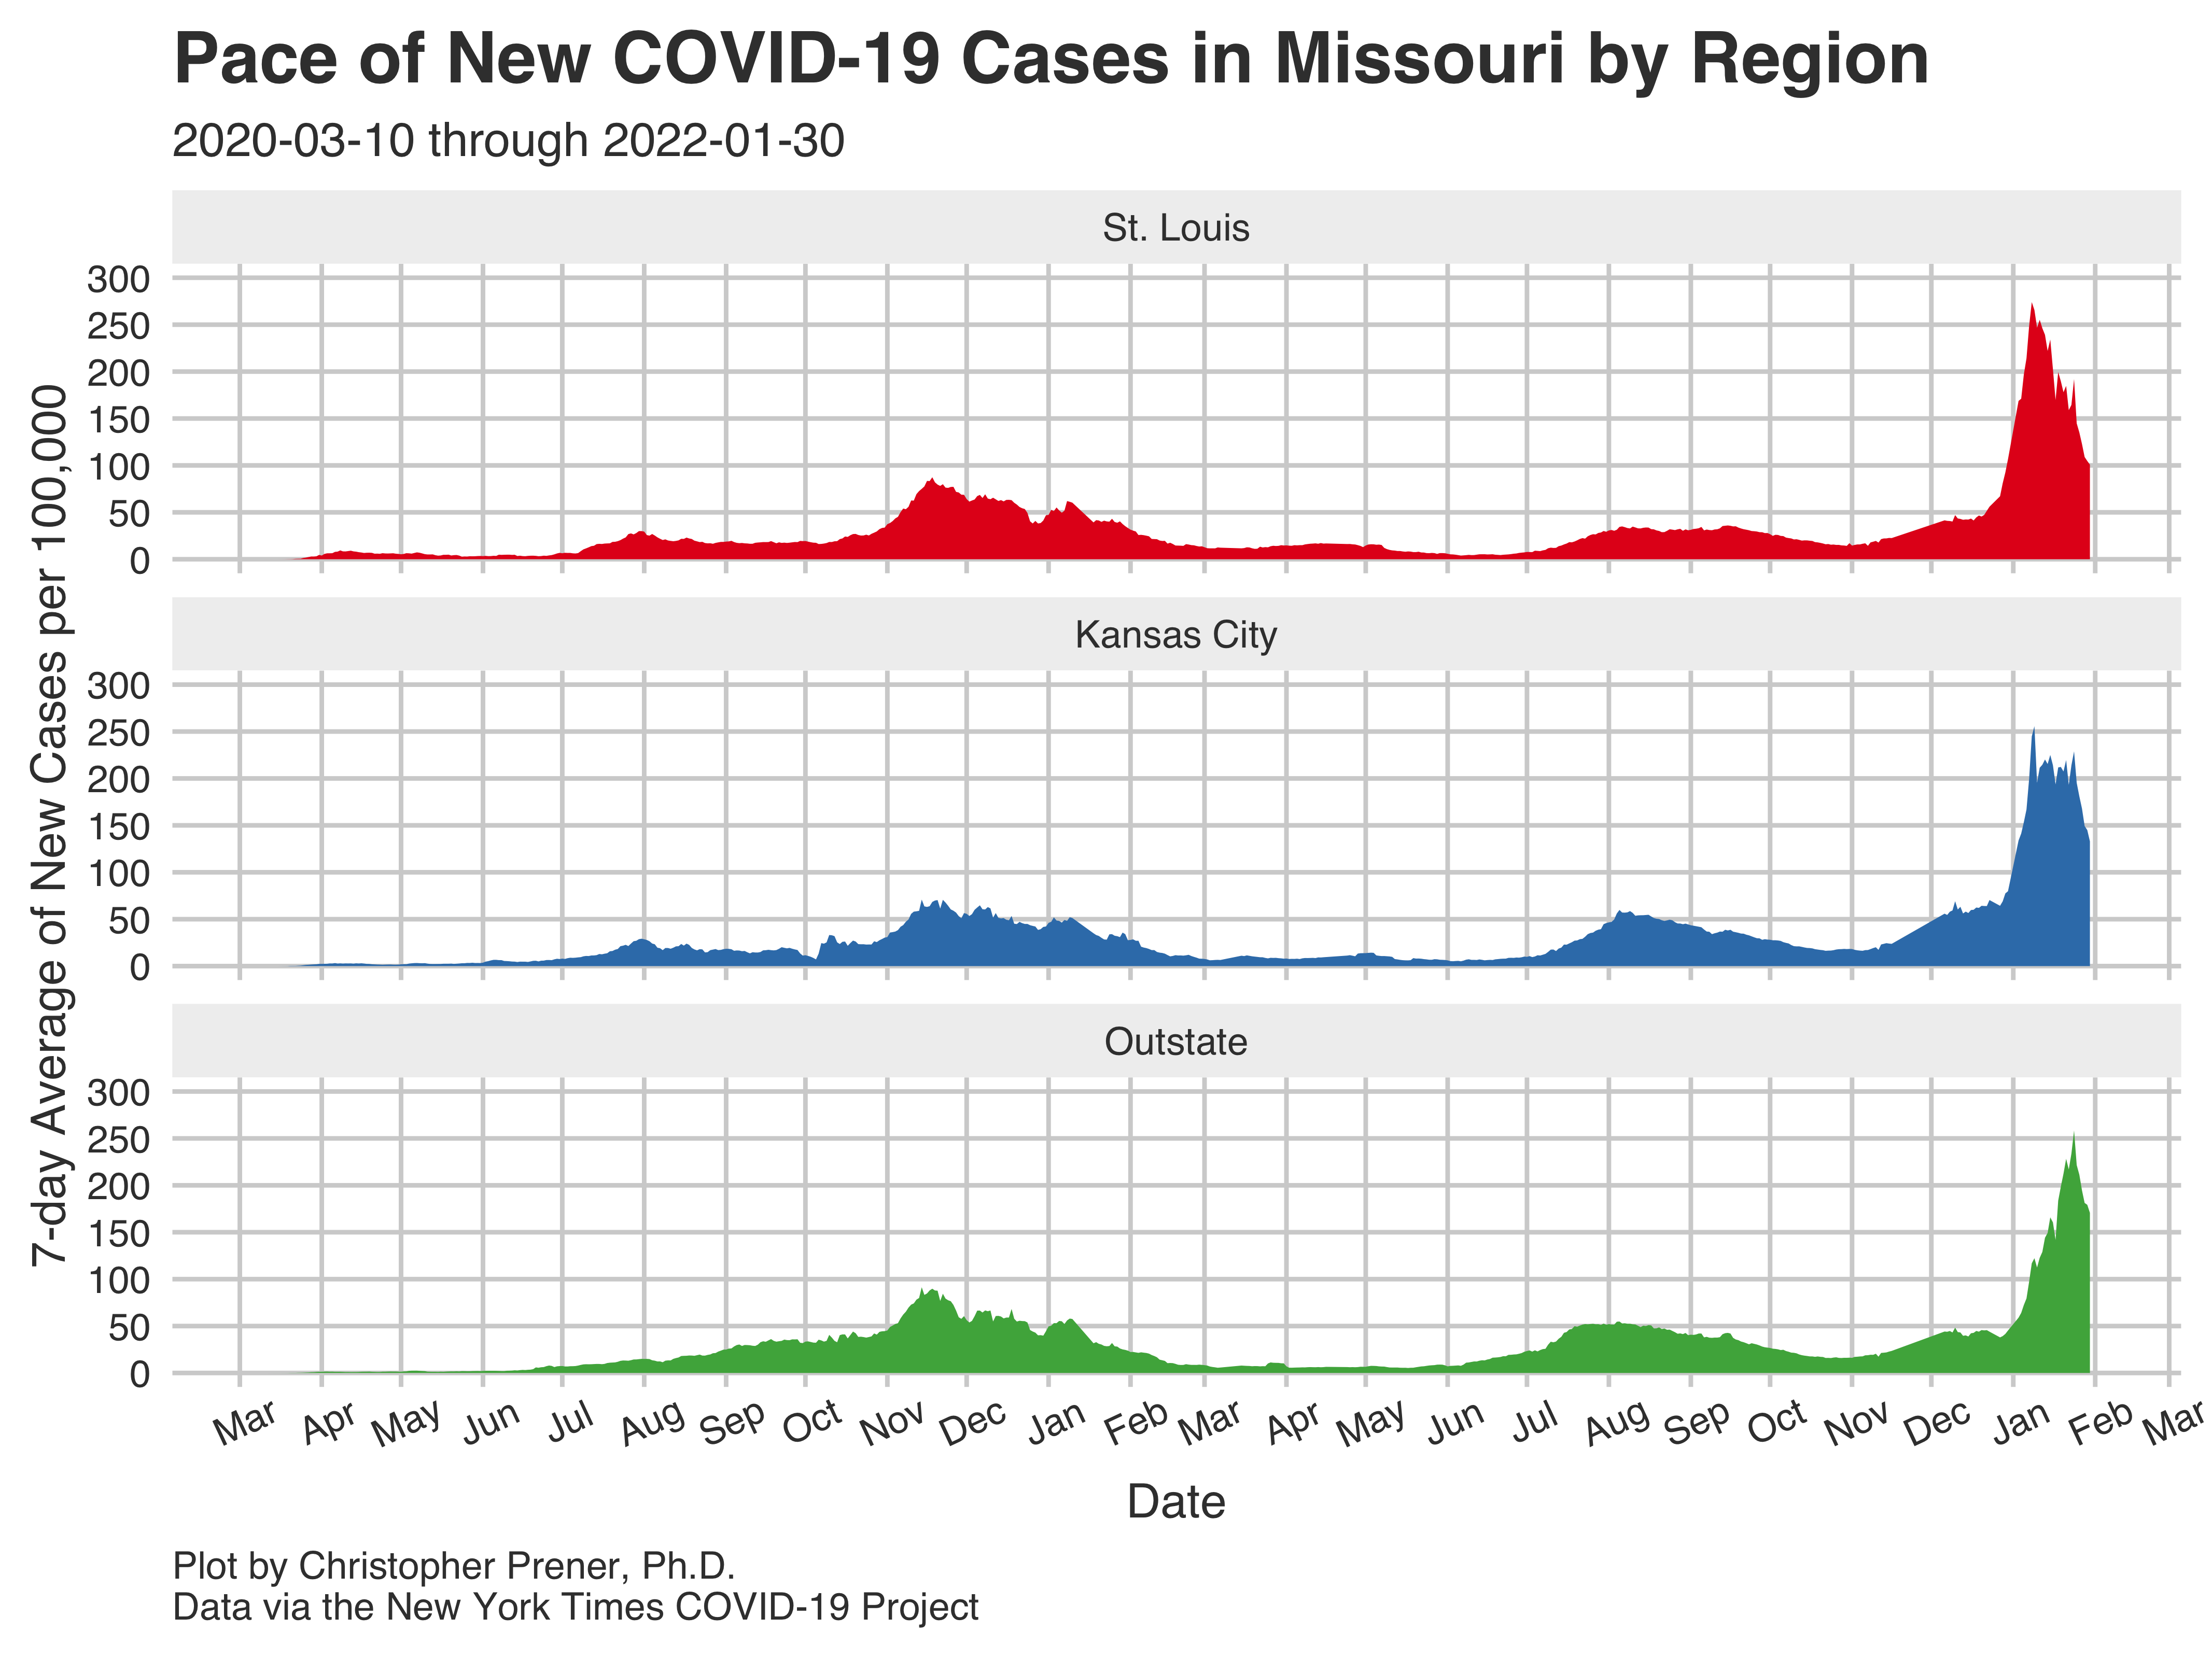 Pace of New COVID-19 Cases in Missouri by Region
2020-03-10 through 2022-01-30
7-day Average of New Cases per 100,000
St. Louis
300
250
200
150
100
50
0
Kansas City
300
250
200
150
100
50
0
Outstate
300
250
200
150
100
50
0
Mar Apr May Jun Jul Aug Sep Oct Nov Dec Jan Feb Mar Apr May Jun Jul Aug Sep Oct Nov Dec Jan Feb Mar
Date
Plot by Christopher Prener, Ph.D.
Data via the New York Times COVID-19 Project